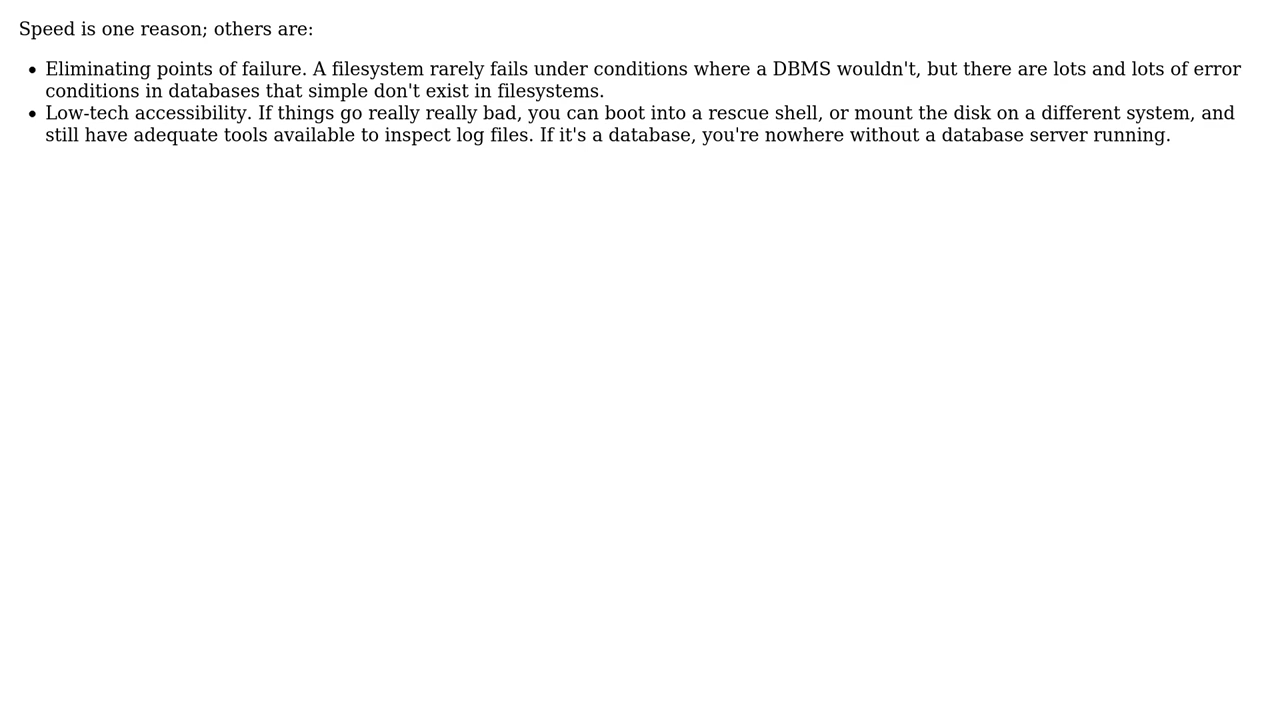 Speed is one reason; others are:
• Eliminating points of failure. A filesystem rarely fails under conditions where a DBMS wouldn't, but there are lots and lots of error
conditions in databases that simple don't exist in filesystems.
• Low-tech accessibility. If things go really really bad, you can boot into a rescue shell, or mount the disk on a different system, and
still have adequate tools available to inspect log files. If it's a database, you're nowhere without a database server running.